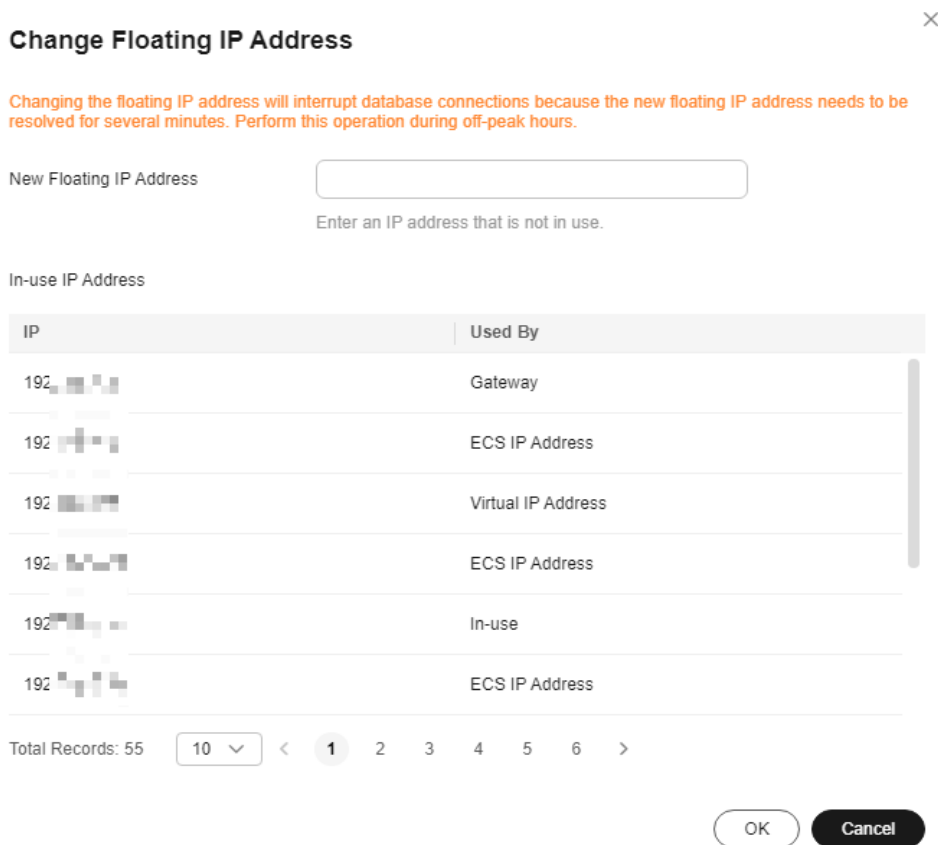 Change Floating IP Address
Changing the floating IP address will interrupt database connections because the new floating IP address needs to be
resolved for several minutes. Perform this operation during off-peak hours.
New Floating IP Address
Enter an IP address that is not in use.
In-use IP Address
IP Used By
192 Gateway
192 ECS IP Address
192 Virtual IP Address
192 ECS IP Address
192 In-use
192 ECS IP Address
Total Records: 55 10 1 2 3 4 5 6
OK Cancel